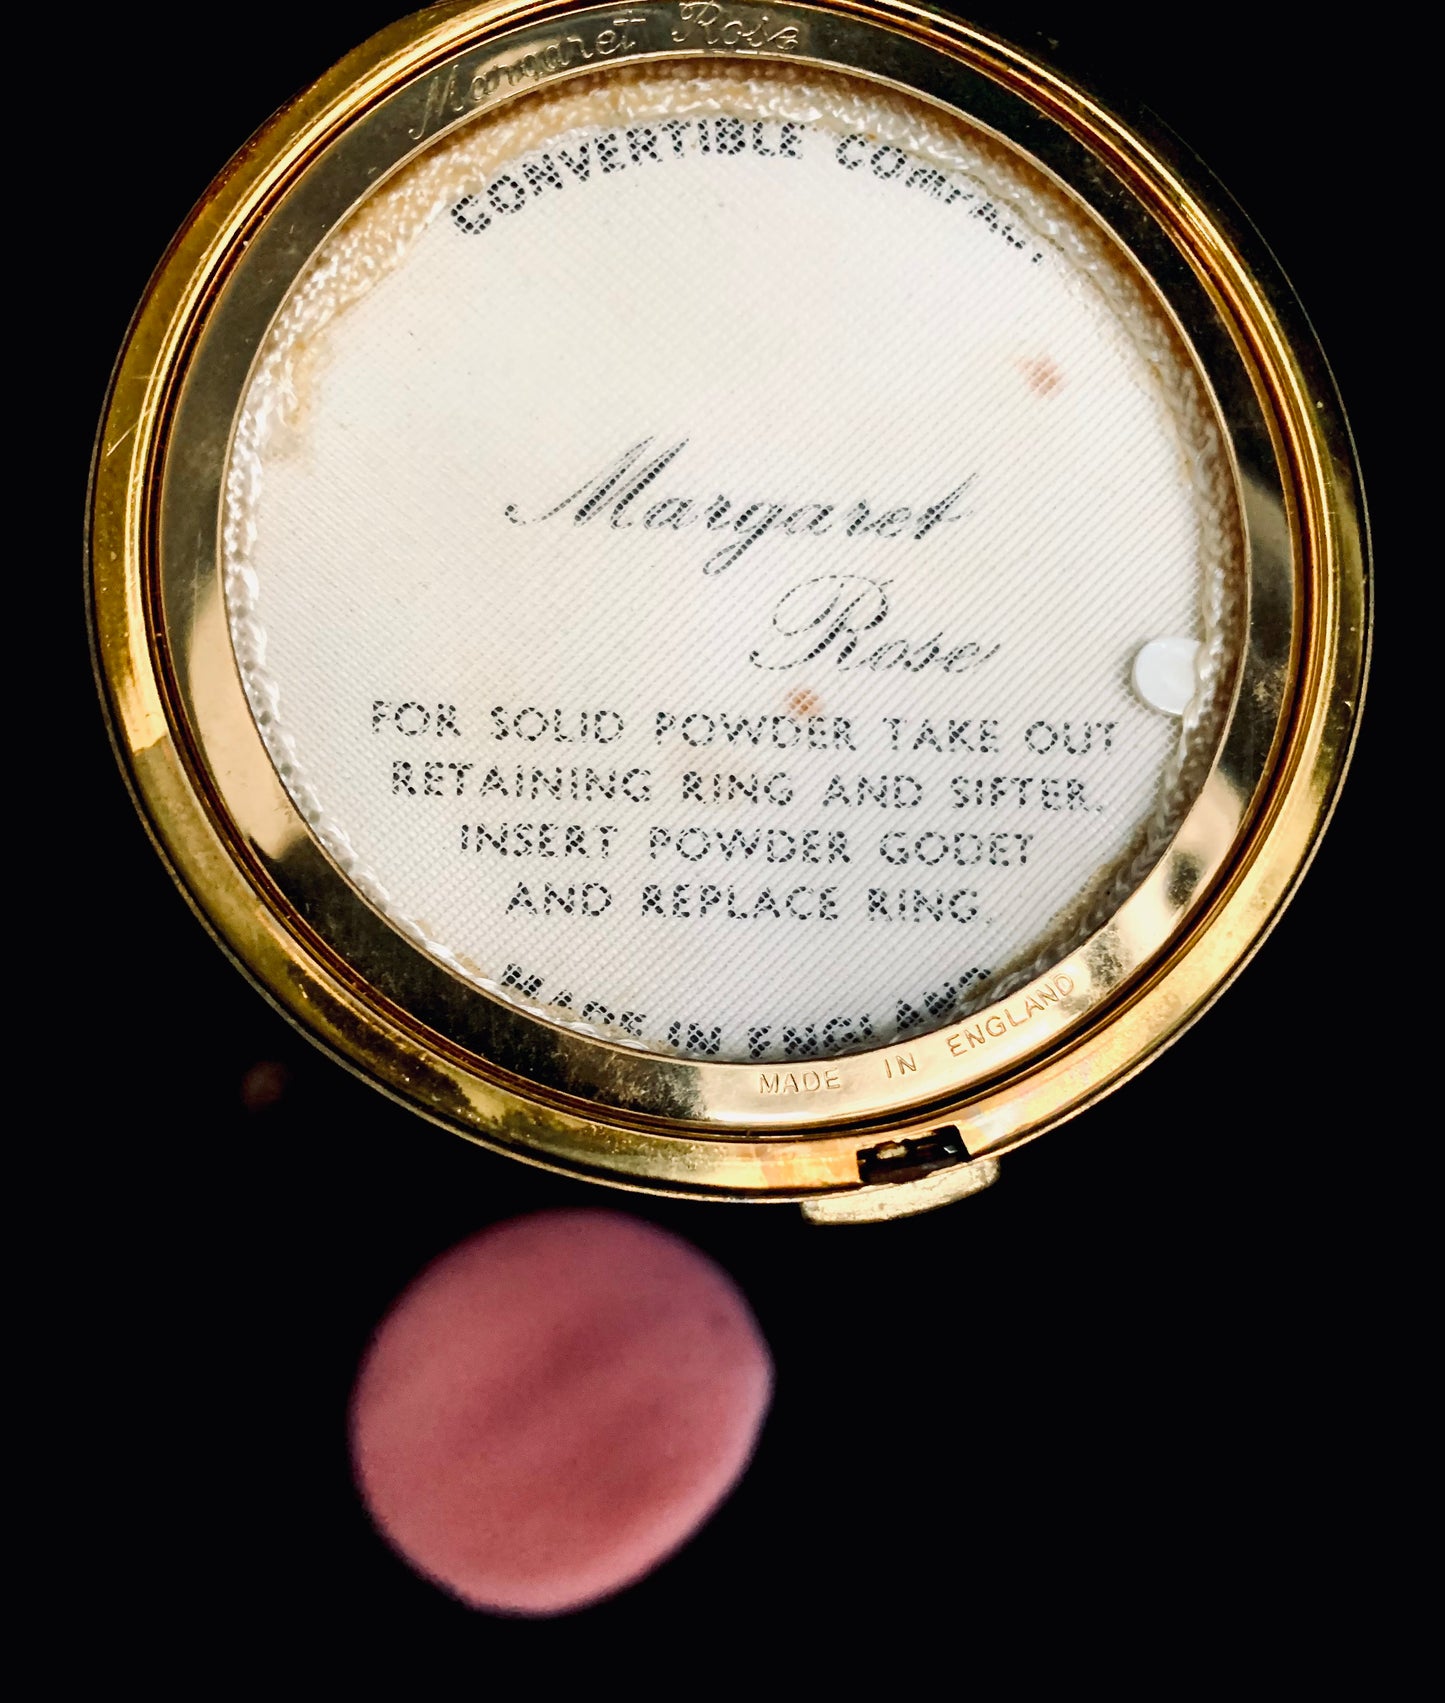 Margaret Rose
CONVERTIBLE COMPACT
Margaret
Rose
FOR SOLID POWDER TAKE OUT
RETAINING RING AND SIFTER.
INSERT POWDER GODET
AND REPLACE RING.
MADE IN ENGLAND
MADE IN ENGLAND